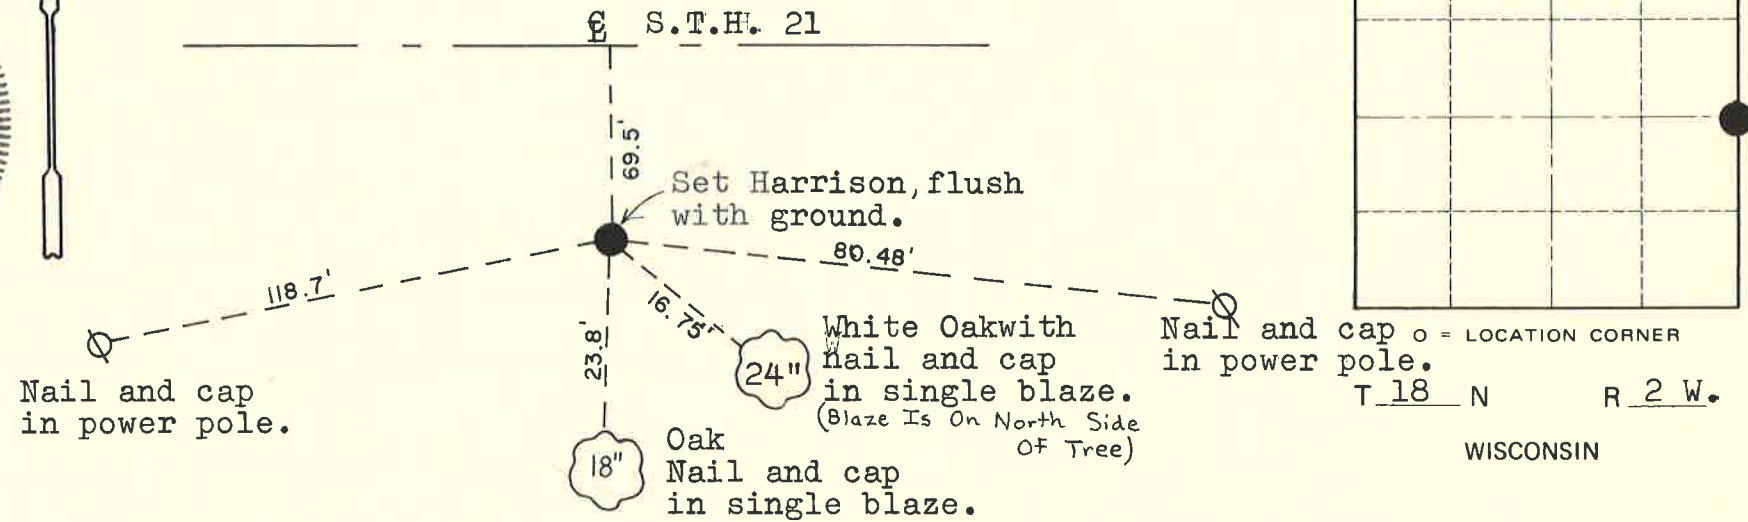 ℄ S.T.H. 21
69.5'
Set Harrison, flush
with ground.
80.48'
118.7'
16.75'
23.8'
Nail and cap
in power pole.
18"
Oak
Nail and cap
in single blaze.
24"
White Oakwith
nail and cap
in single blaze.
(Blaze Is On North Side
Of Tree)
Nail and cap
in power pole.
O = LOCATION CORNER
T 18 N R 2 W.
WISCONSIN